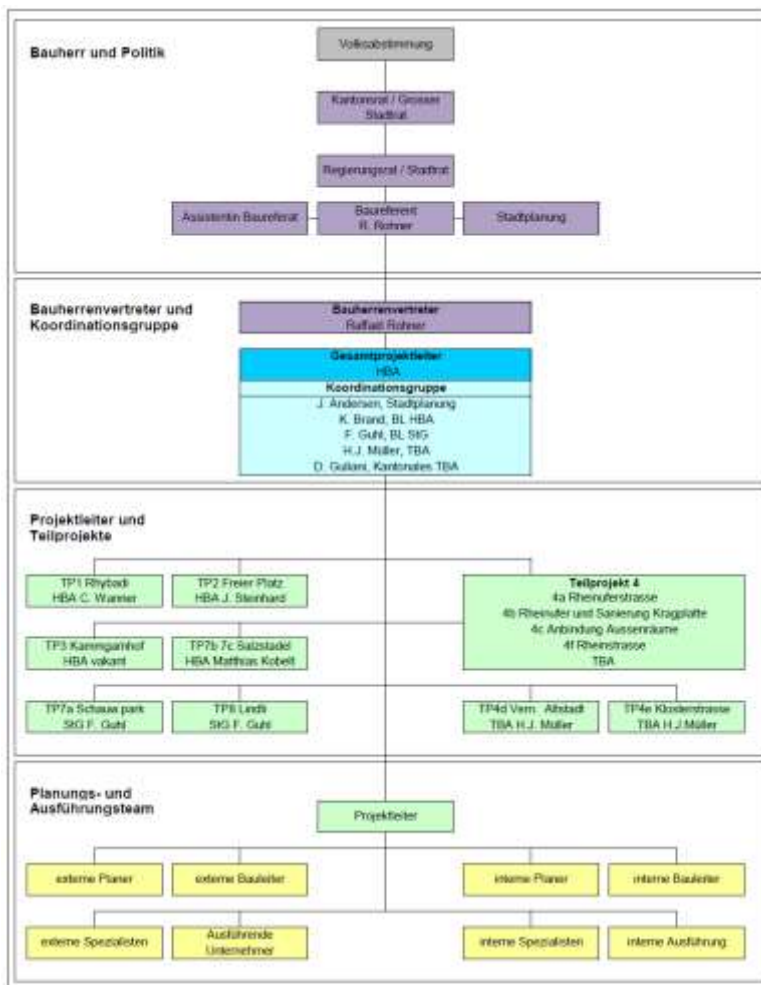 Bauherr und Politik
Volksabstimmung
Kantonsrat / Grosser
Stadtrat
Regierungsrat / Stadtrat
Assistentin Baureferat
Baureferent
R. Rohner
Stadtplanung
Bauherrenvertreter und
Koordinationsgruppe
Bauherrenvertreter
Raffael Rohner
Gesamtprojektleiter
HBA
Koordinationsgruppe
J. Andersen, Stadtplanung
K. Brand, BL HBA
F. Guhl, BL StG
H.J. Müller, TBA
D. Guliani, Kantonales TBA
Projektleiter und
Teilprojekte
TP1 Rhybadi
HBA C. Wanner
TP2 Freier Platz
HBA J. Steinhard
Teilprojekt 4
4a Rheinuferstrasse
4b Rheinufer und Sanierung Kragplatte
4c Anbindung Aussenräume
4f Rheinstrasse
TBA
TP3 Kammgarnhof
HBA vakant
TP7b 7c Salzstadel
HBA Matthias Kobelt
TP7a Schauw.park
StG F. Guhl
TP8 Lindli
StG F. Guhl
TP4d Vern. Altstadt
TBA H.J. Müller
TP4e Klosterstrasse
TBA H.J.Müller
Planungs- und
Ausführungsteam
Projektleiter
externe Planer
externe Bauleiter
interne Planer
interne Bauleiter
externe Spezialisten
Ausführende
Unternehmer
interne Spezialisten
interne Ausführung